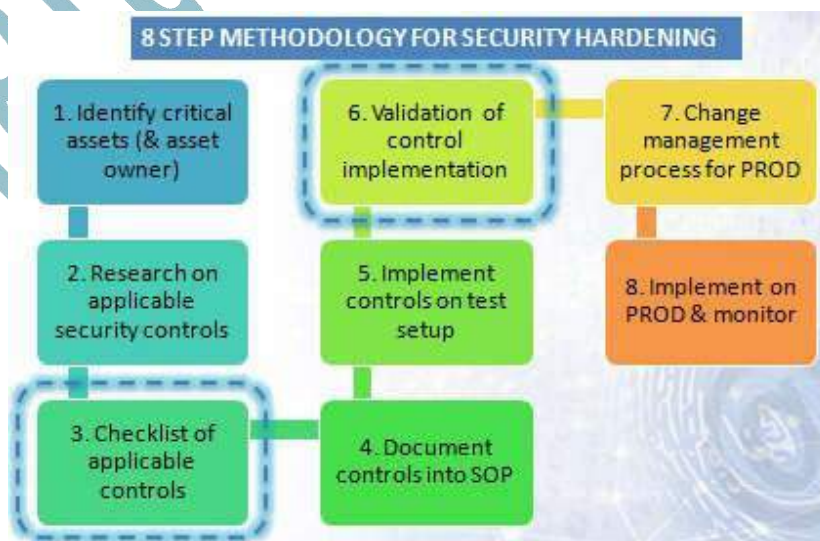 8 STEP METHODOLOGY FOR SECURITY HARDENING
1. Identify critical
assets (& asset
owner)
2. Research on
applicable
security controls
3. Checklist of
applicable
controls
4. Document
controls into SOP
5. Implement
controls on test
setup
6. Validation of
control
implementation
7. Change
management
process for PROD
8. Implement on
PROD & monitor